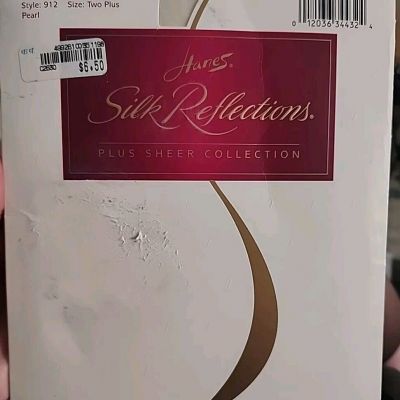 Style: 912 Size: Two Plus
Pearl
0 12036 34432 4
$6.50
Hanes®
Silk Reflections®
PLUS SHEER COLLECTION